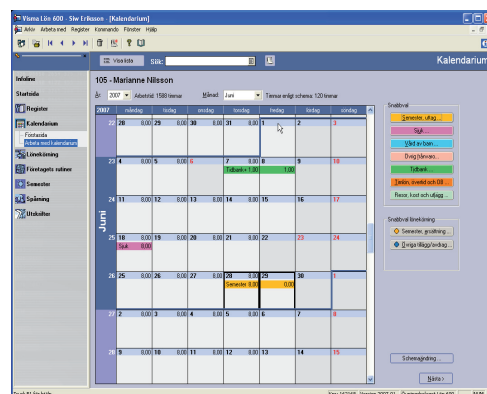 Visma Lön 600 - Siw Eriksson - [Kalendarium]
Arkiv Arbeta med Register Kommando Fönster Hjälp
Visa lista Sök: Kalendarium
Infoline
Startsida
Register
Kalendarium
Förstasida
Arbeta med kalendarium
Lönekörning
Företagets rutiner
Semester
Spårning
Utskrifter
105 - Marianne Nilsson
År: 2007 Arbetstid: 1588 timmar Månad: Juni Timmar enligt schema: 120 timmar
2007 måndag tisdag onsdag torsdag fredag lördag söndag
Juni
22 28 8,00 29 8,00 30 8,00 31 8,00 1 2 3
23 4 8,00 5 8,00 6 7 8,00 8 9 10
Tidbank+ 1,00 1,00
24 11 8,00 12 8,00 13 8,00 14 8,00 15 16 17
25 18 8,00 19 8,00 20 8,00 21 8,00 22 23 24
Sjuk 8,00
26 25 8,00 26 8,00 27 8,00 28 8,00 29 30 1
Semester 8,00 0,00
27 2 8,00 3 8,00 4 8,00 5 8,00 6 7 8
28 9 8,00 10 8,00 11 8,00 12 8,00 13 14 15
Snabbval
Semester, uttag ...
Sjuk ...
Vård av barn ...
Övrig frånvaro...
Tidbank ...
Timlön, övertid och OB ...
Resor, kost och utlägg ...
Snabbval lönekörning
Semester, ersättning ...
Övriga tillägg/avdrag ...
Schemaändring ...
Nästa >